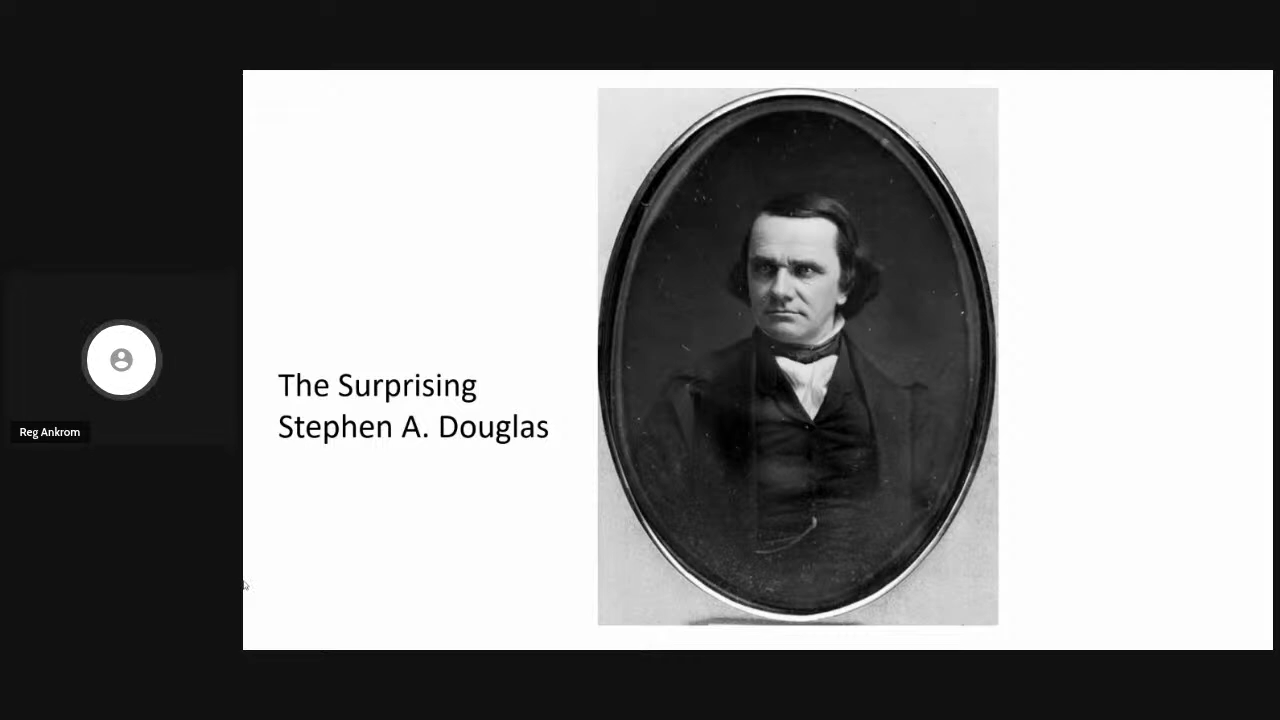 The Surprising
Stephen A. Douglas
Reg Ankrom